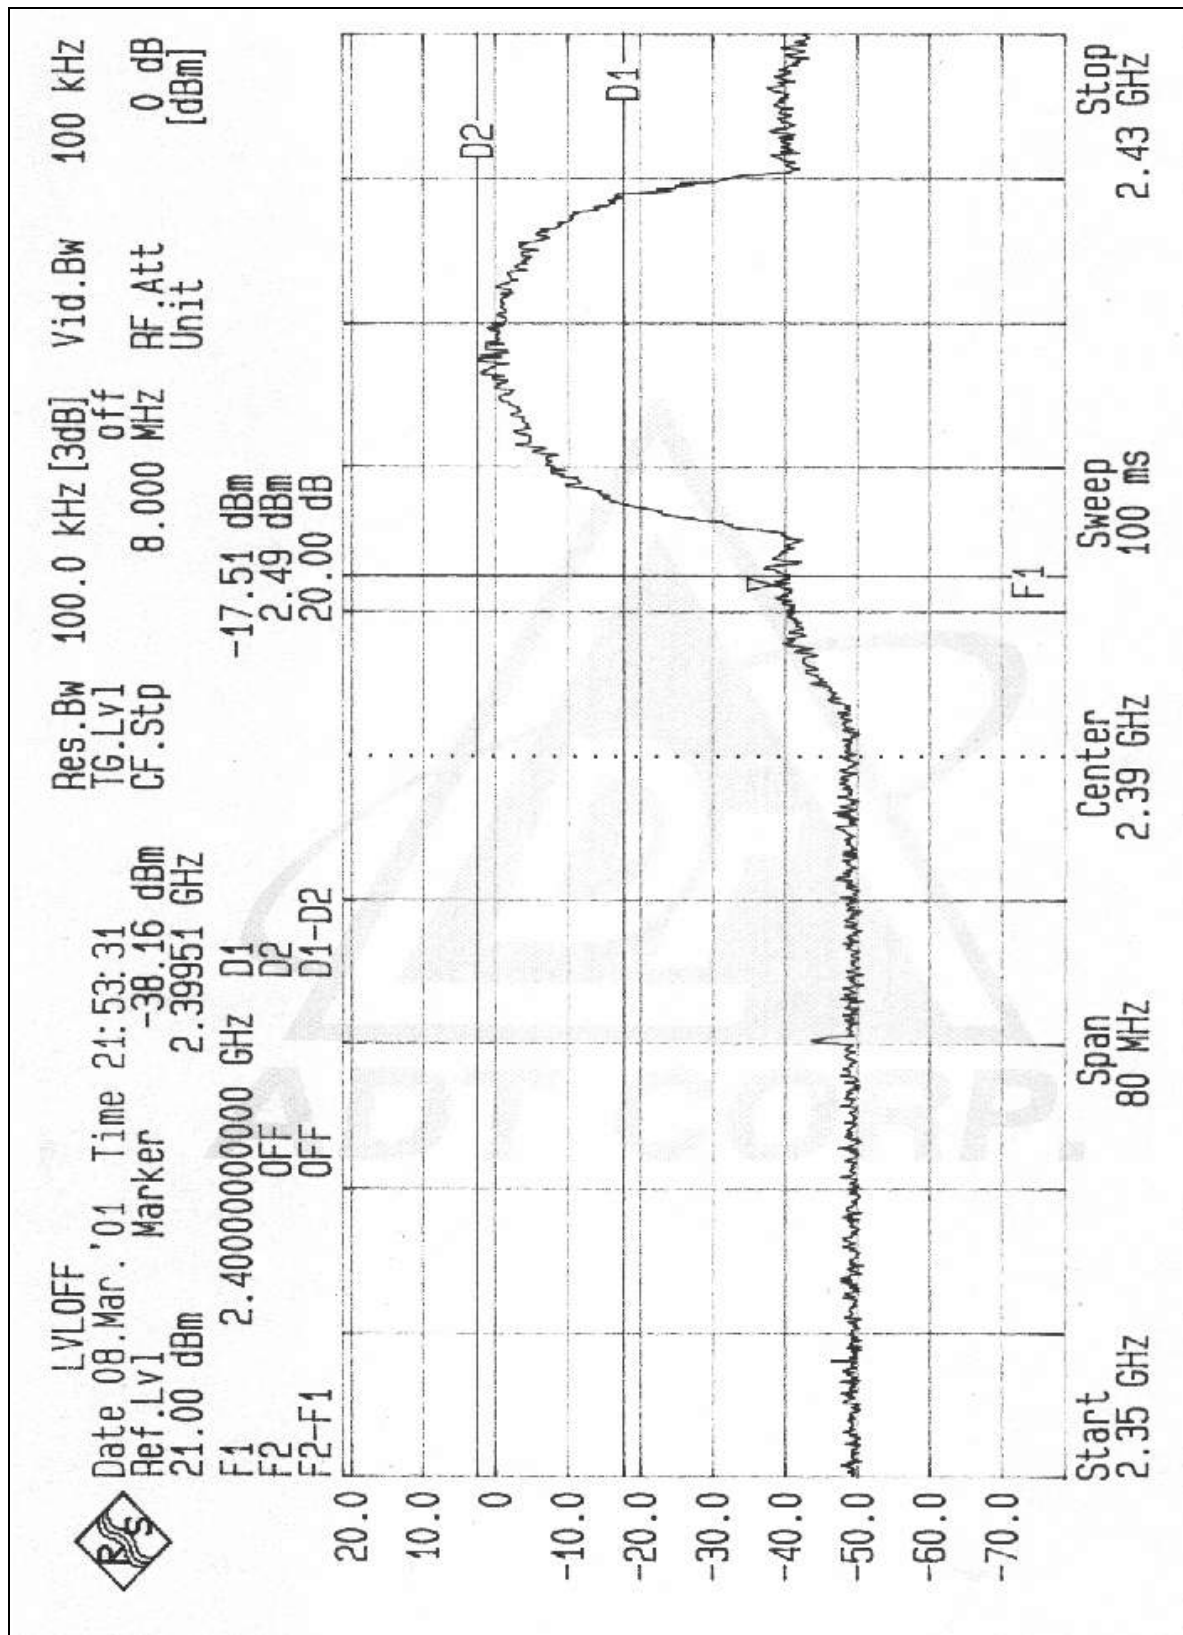 LVLOFF
Date 08.Mar.'01 Time 21:53:31
Ref.Lvl Marker -38.16 dBm Res.Bw 100.0 kHz [3dB] Vid.Bw 100 kHz
21.00 dBm 2.39951 GHz TG.Lvl off
CF.Stp 8.000 MHz RF.Att 0 dB
Unit [dBm]
F1 2.4000000000 GHz D1 -17.51 dBm
F2 OFF D2 2.49 dBm
F2-F1 OFF D1-D2 20.00 dB
RS
20.0
10.0
D2
0.0
-10.0
D1
-20.0
-30.0
-40.0
-50.0
-60.0
-70.0
F1
Start Span Center Sweep Stop
2.35 GHz 80 MHz 2.39 GHz 100 ms 2.43 GHz
ADT CORP.